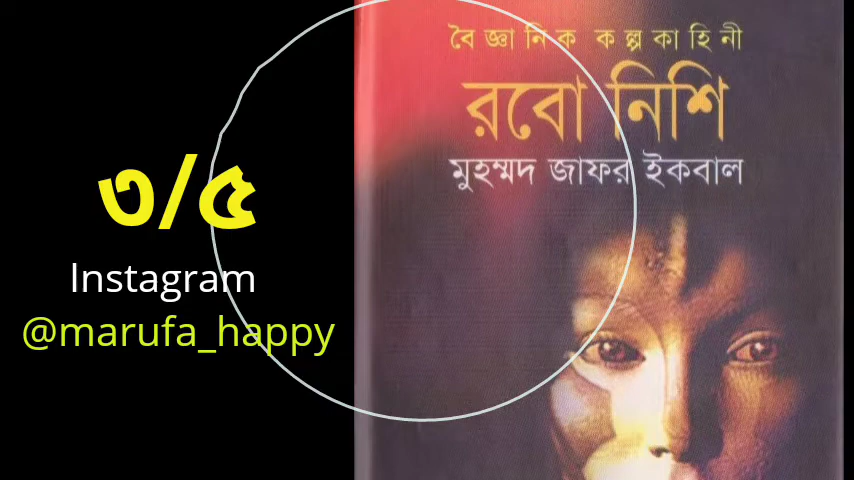 ৩/৫
Instagram
@marufa_happy
বৈজ্ঞানিক কল্পকাহিনী
রবো নিশি
মুহম্মদ জাফর ইকবাল